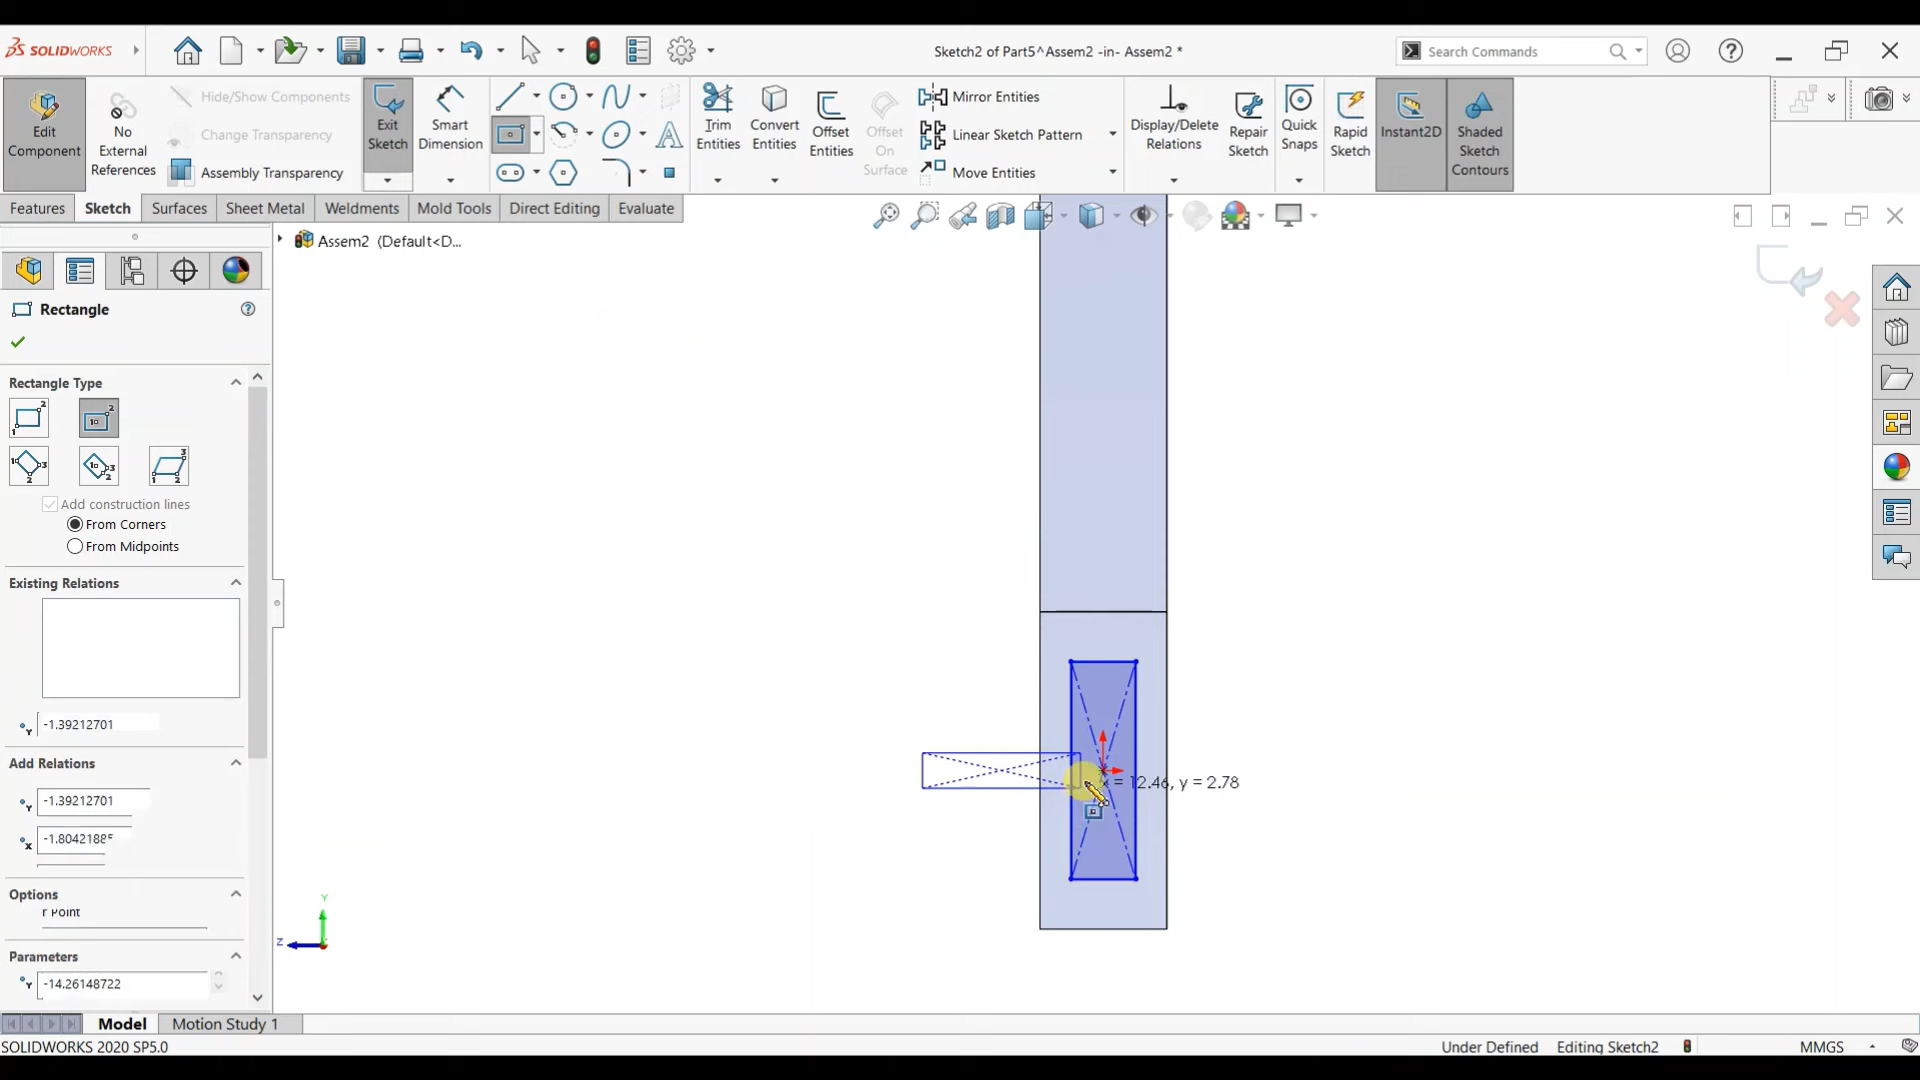 SOLIDWORKS
Sketch2 of Part5^Assem2 -in- Assem2 *
Search Commands
Edit Component
No External References
Hide/Show Components
Change Transparency
Assembly Transparency
Exit Sketch
Smart Dimension
Trim Entities
Convert Entities
Offset Entities
Offset On Surface
Mirror Entities
Linear Sketch Pattern
Move Entities
Display/Delete Relations
Repair Sketch
Quick Snaps
Rapid Sketch
Instant2D
Shaded Sketch Contours
Features
Sketch
Surfaces
Sheet Metal
Weldments
Mold Tools
Direct Editing
Evaluate
Assem2 (Default<D...
Rectangle
Rectangle Type
Add construction lines
From Corners
From Midpoints
Existing Relations
-1.39212701
Add Relations
-1.39212701
Options
r Point
Parameters
-14.26148722
x = 12.46, y = 2.78
Y
Z
Model
Motion Study 1
SOLIDWORKS 2020 SP5.0
Under Defined
Editing Sketch2
MMGS